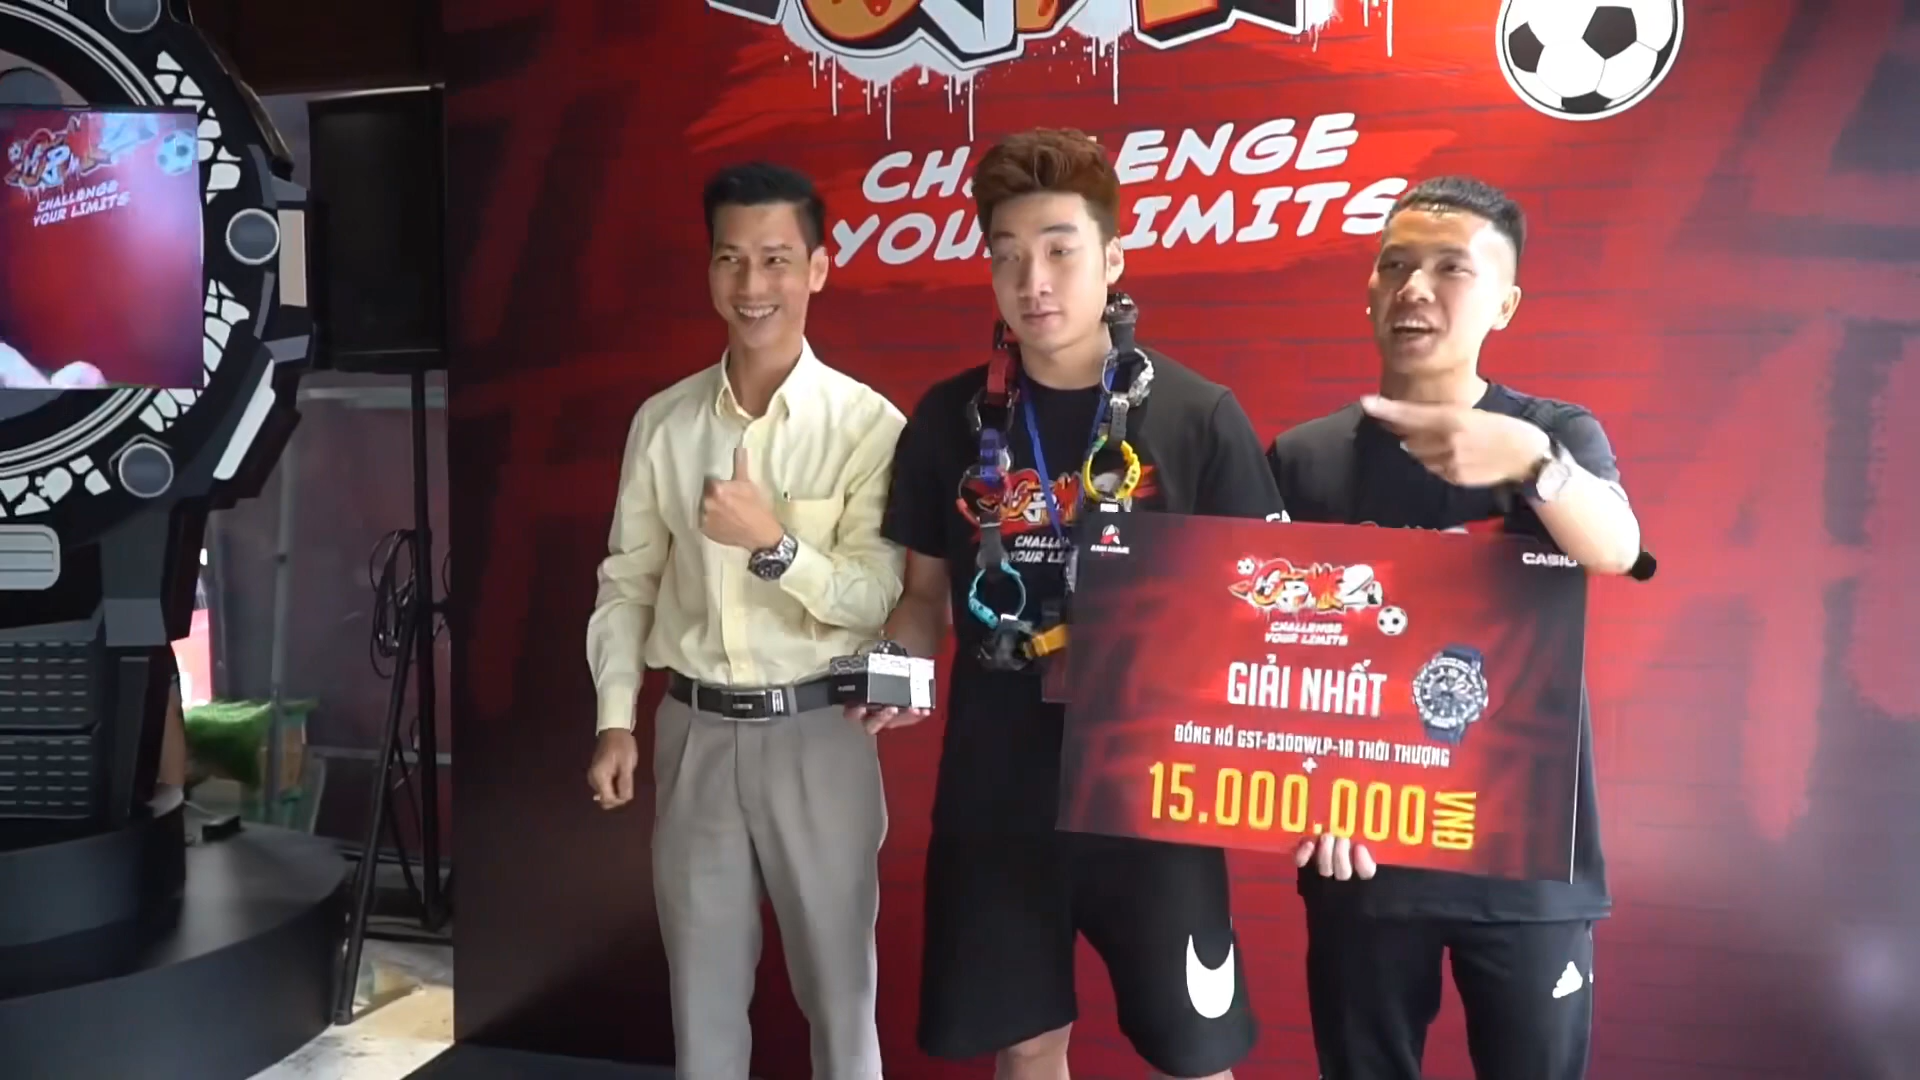 CHALLENGE
YOUR LIMITS
CHALLENGE
YOUR LIMITS
CASIO
CHALLENGE
YOUR LIMITS
GIẢI NHẤT
ĐỒNG HỒ GST-B300WLP-1A THỜI THƯỢNG
+
15.000.000 VNĐ